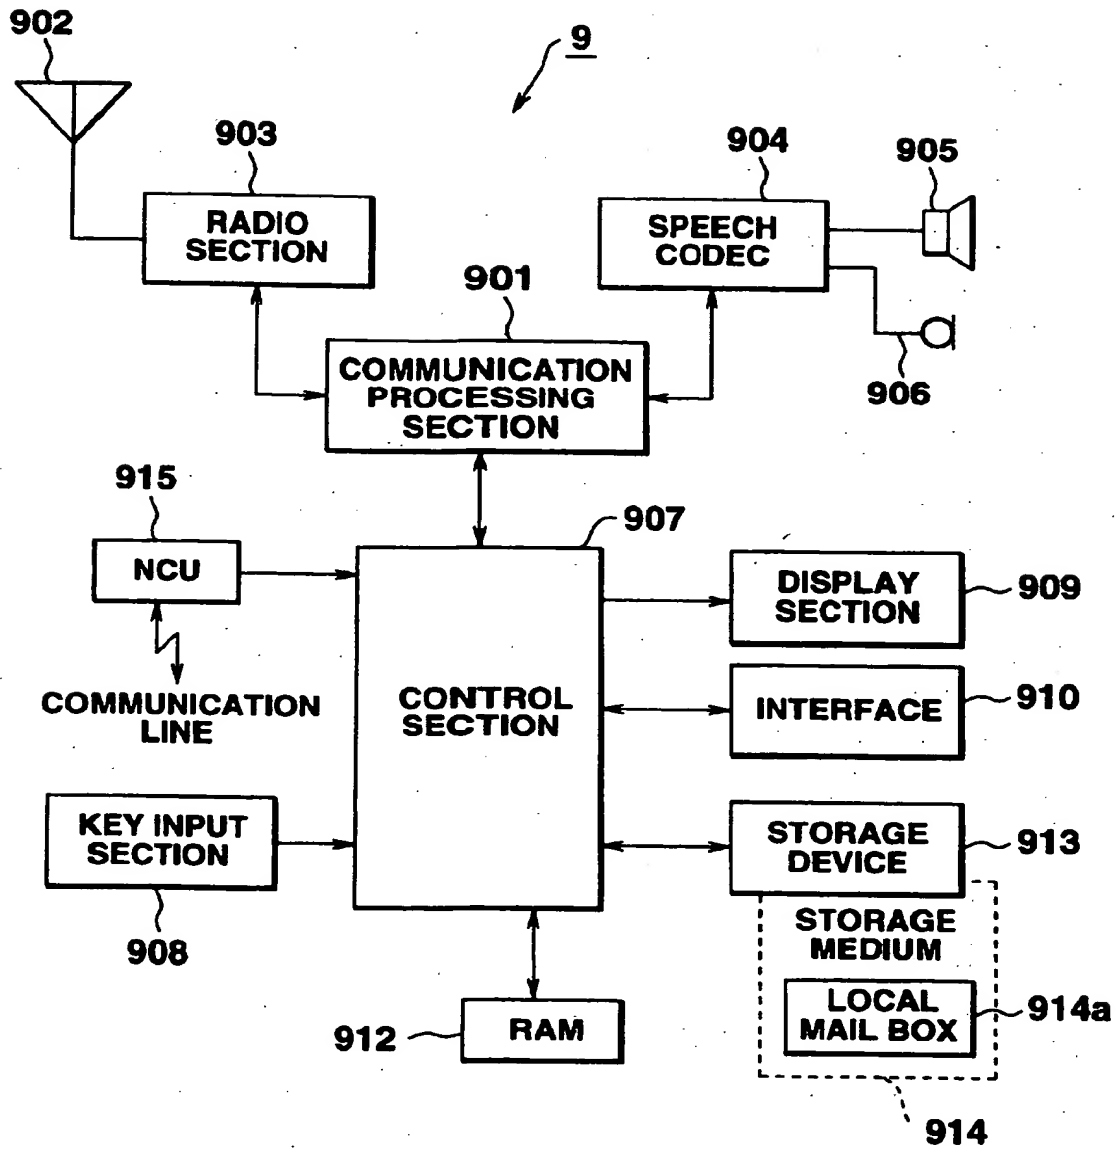 902
9
903
904
905
RADIO
SECTION
SPEECH
CODEC
901
906
COMMUNICATION
PROCESSING
SECTION
915
907
NCU
DISPLAY
SECTION
909
COMMUNICATION
LINE
CONTROL
SECTION
INTERFACE
910
KEY INPUT
SECTION
STORAGE
DEVICE
913
908
STORAGE
MEDIUM
LOCAL
MAIL BOX
914a
912
RAM
914